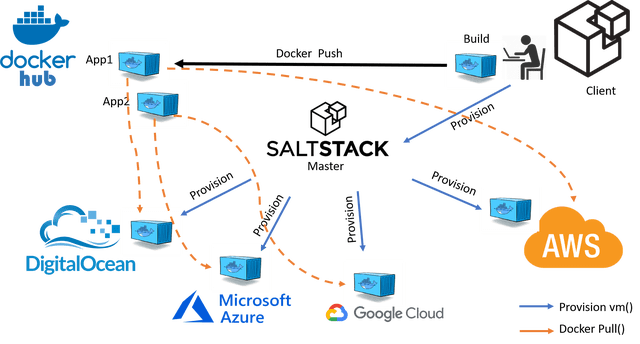 docker
hub
App1
App2
Docker Push
Build
Client
Provision
SALTSTACK
Master
Provision
Provision
Provision
Provision
DigitalOcean
Microsoft
Azure
Google Cloud
AWS
Provision vm()
Docker Pull()